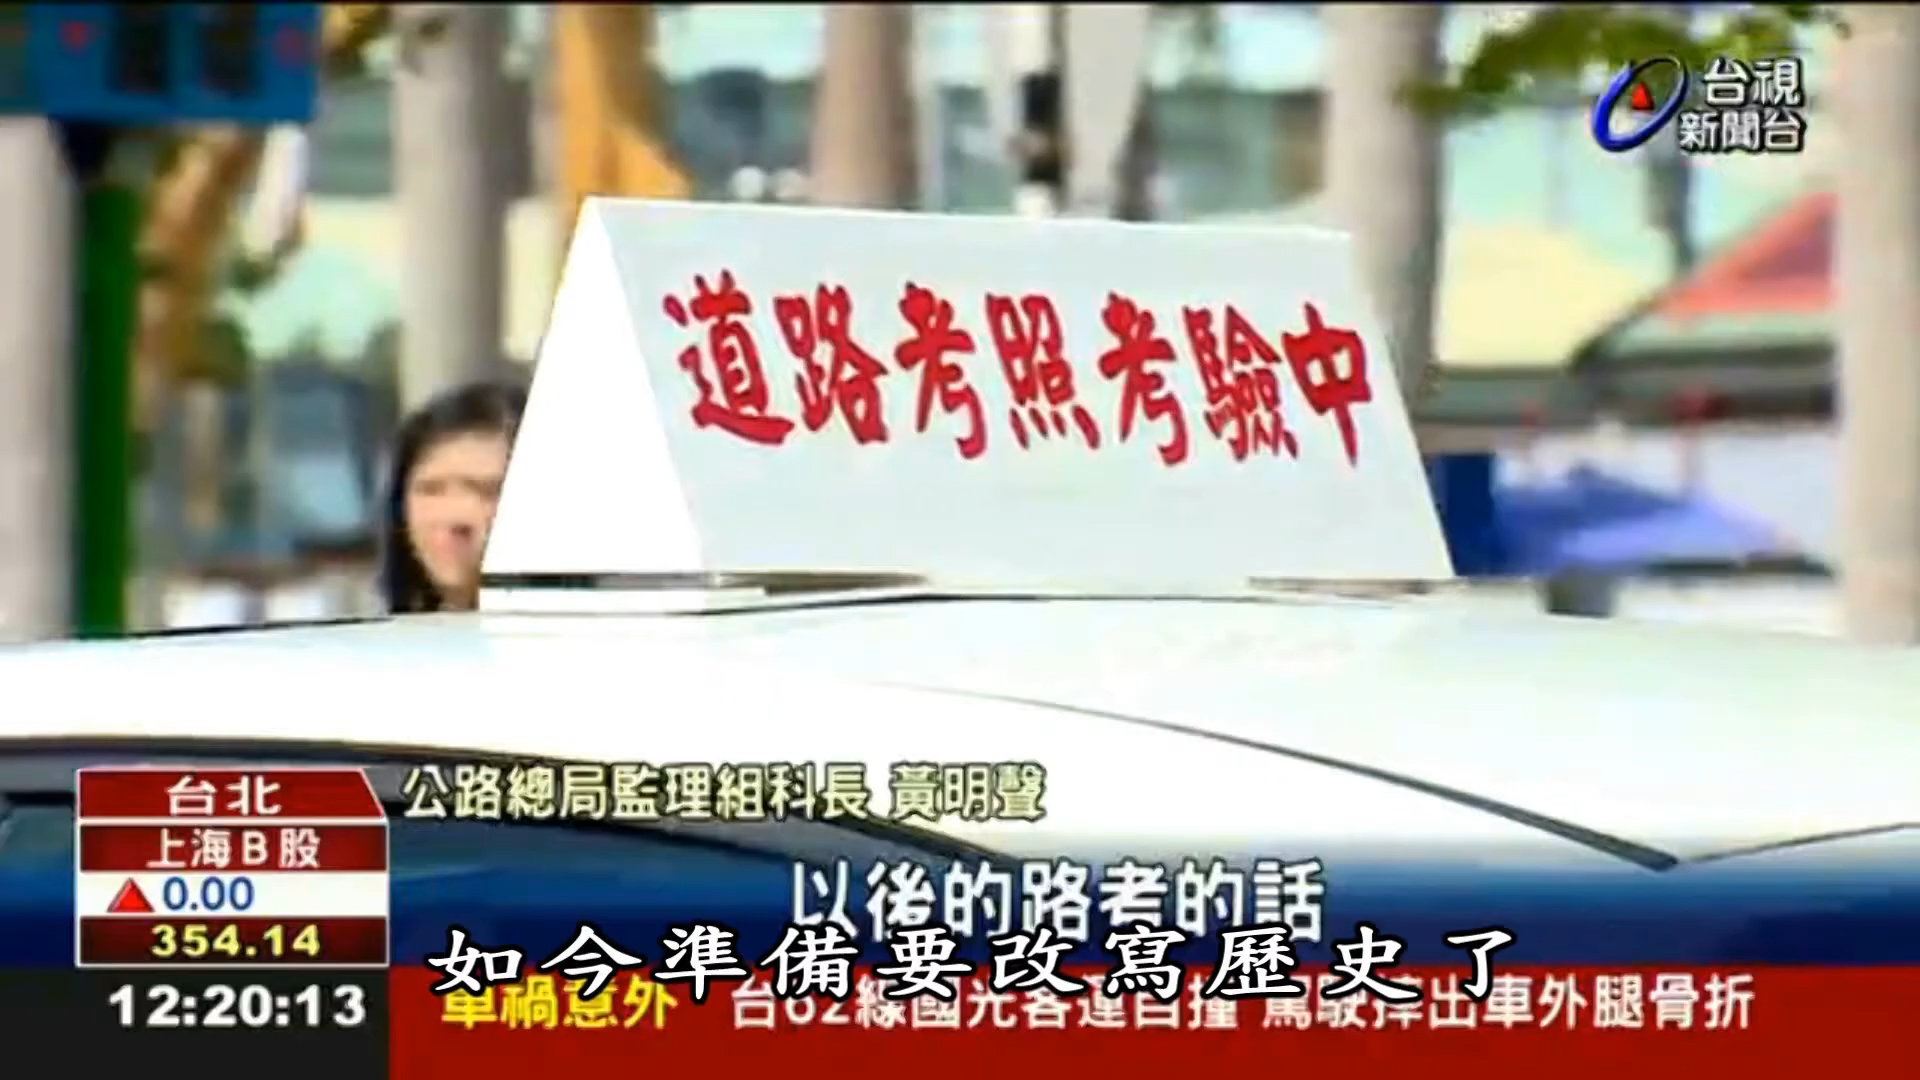 台視
新聞台
道路考照考驗中
台北
上海B股
0.00
354.14
12:20:13
公路總局監理組科長 黃明聲
以後的路考的話
如今準備要改寫歷史了
車禍意外 台62線國光客運自撞 駕駛摔出車外腿骨折